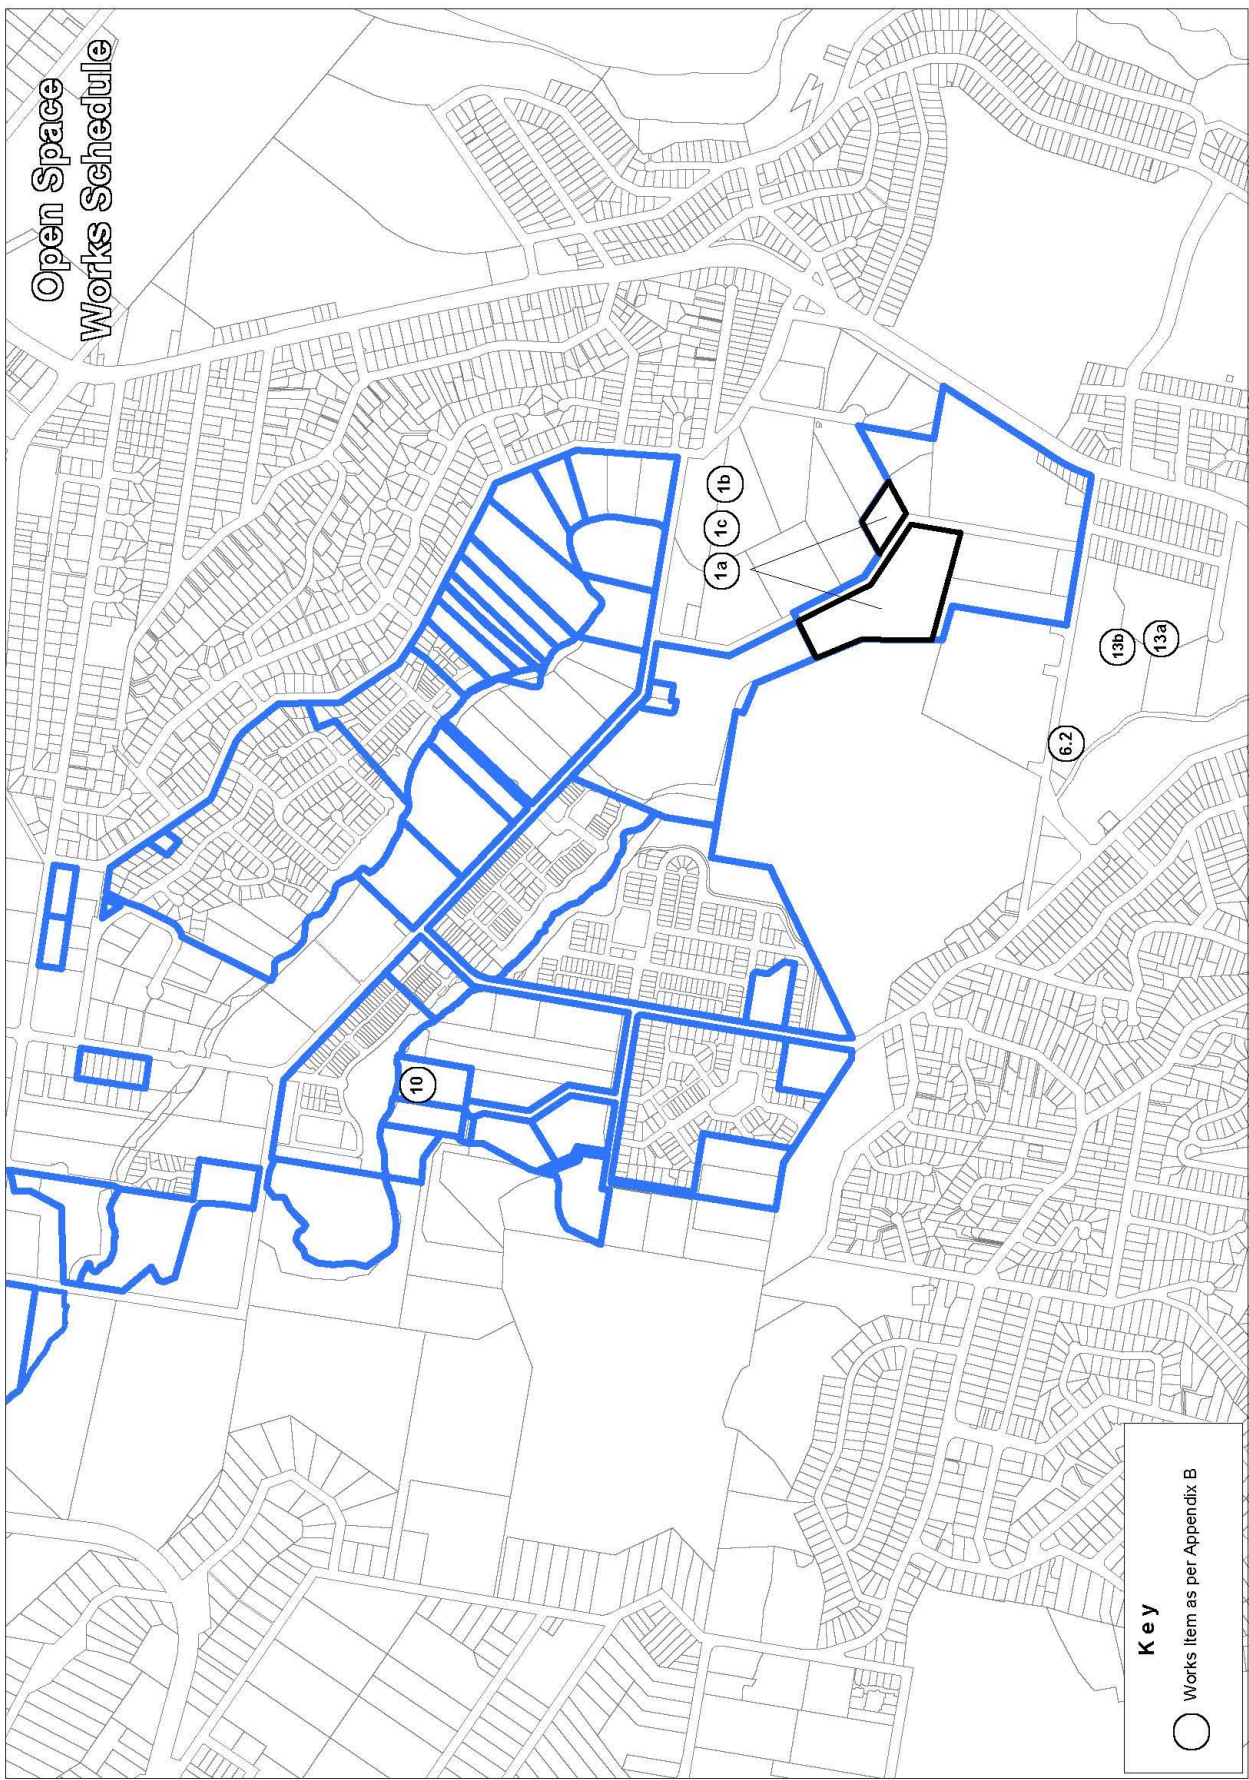 Open Space
Works Schedule
10
1a 1c 1b
6.2
13b
13a
Key
Works Item as per Appendix B